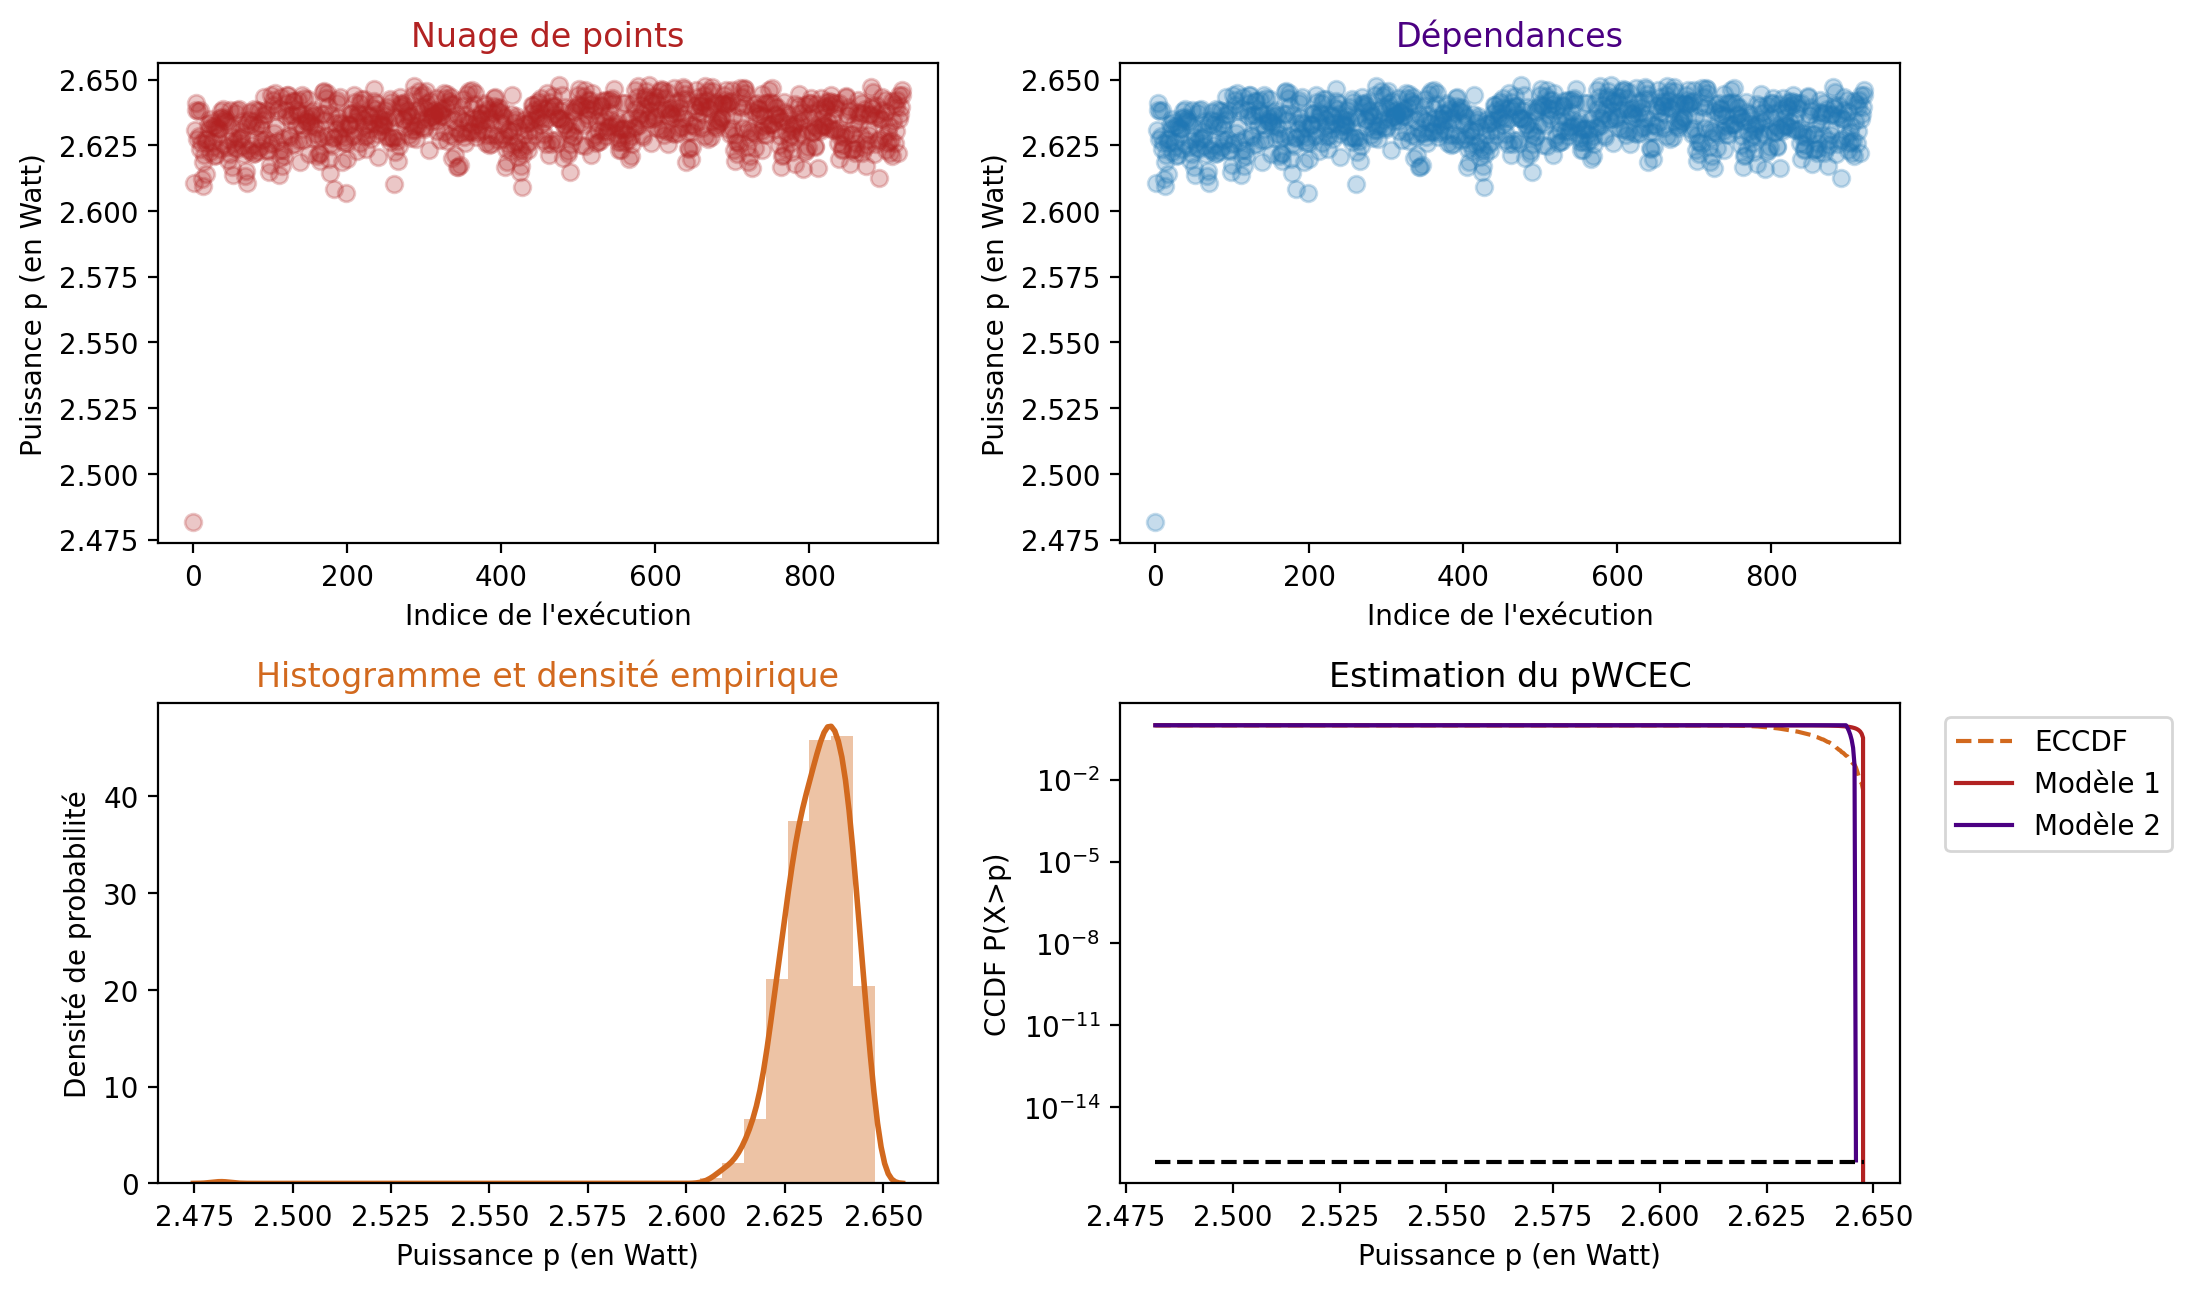 Nuage de points
Puissance p (en Watt)
2.650
2.625
2.600
2.575
2.550
2.525
2.500
2.475
0 200 400 600 800
Indice de l'exécution
Dépendances
Puissance p (en Watt)
2.650
2.625
2.600
2.575
2.550
2.525
2.500
2.475
0 200 400 600 800
Indice de l'exécution
Histogramme et densité empirique
Densité de probabilité
40
30
20
10
0
2.475 2.500 2.525 2.550 2.575 2.600 2.625 2.650
Puissance p (en Watt)
Estimation du pWCEC
CCDF P(X>p)
10⁻²
10⁻⁵
10⁻⁸
10⁻¹¹
10⁻¹⁴
2.475 2.500 2.525 2.550 2.575 2.600 2.625 2.650
Puissance p (en Watt)
ECCDF
Modèle 1
Modèle 2